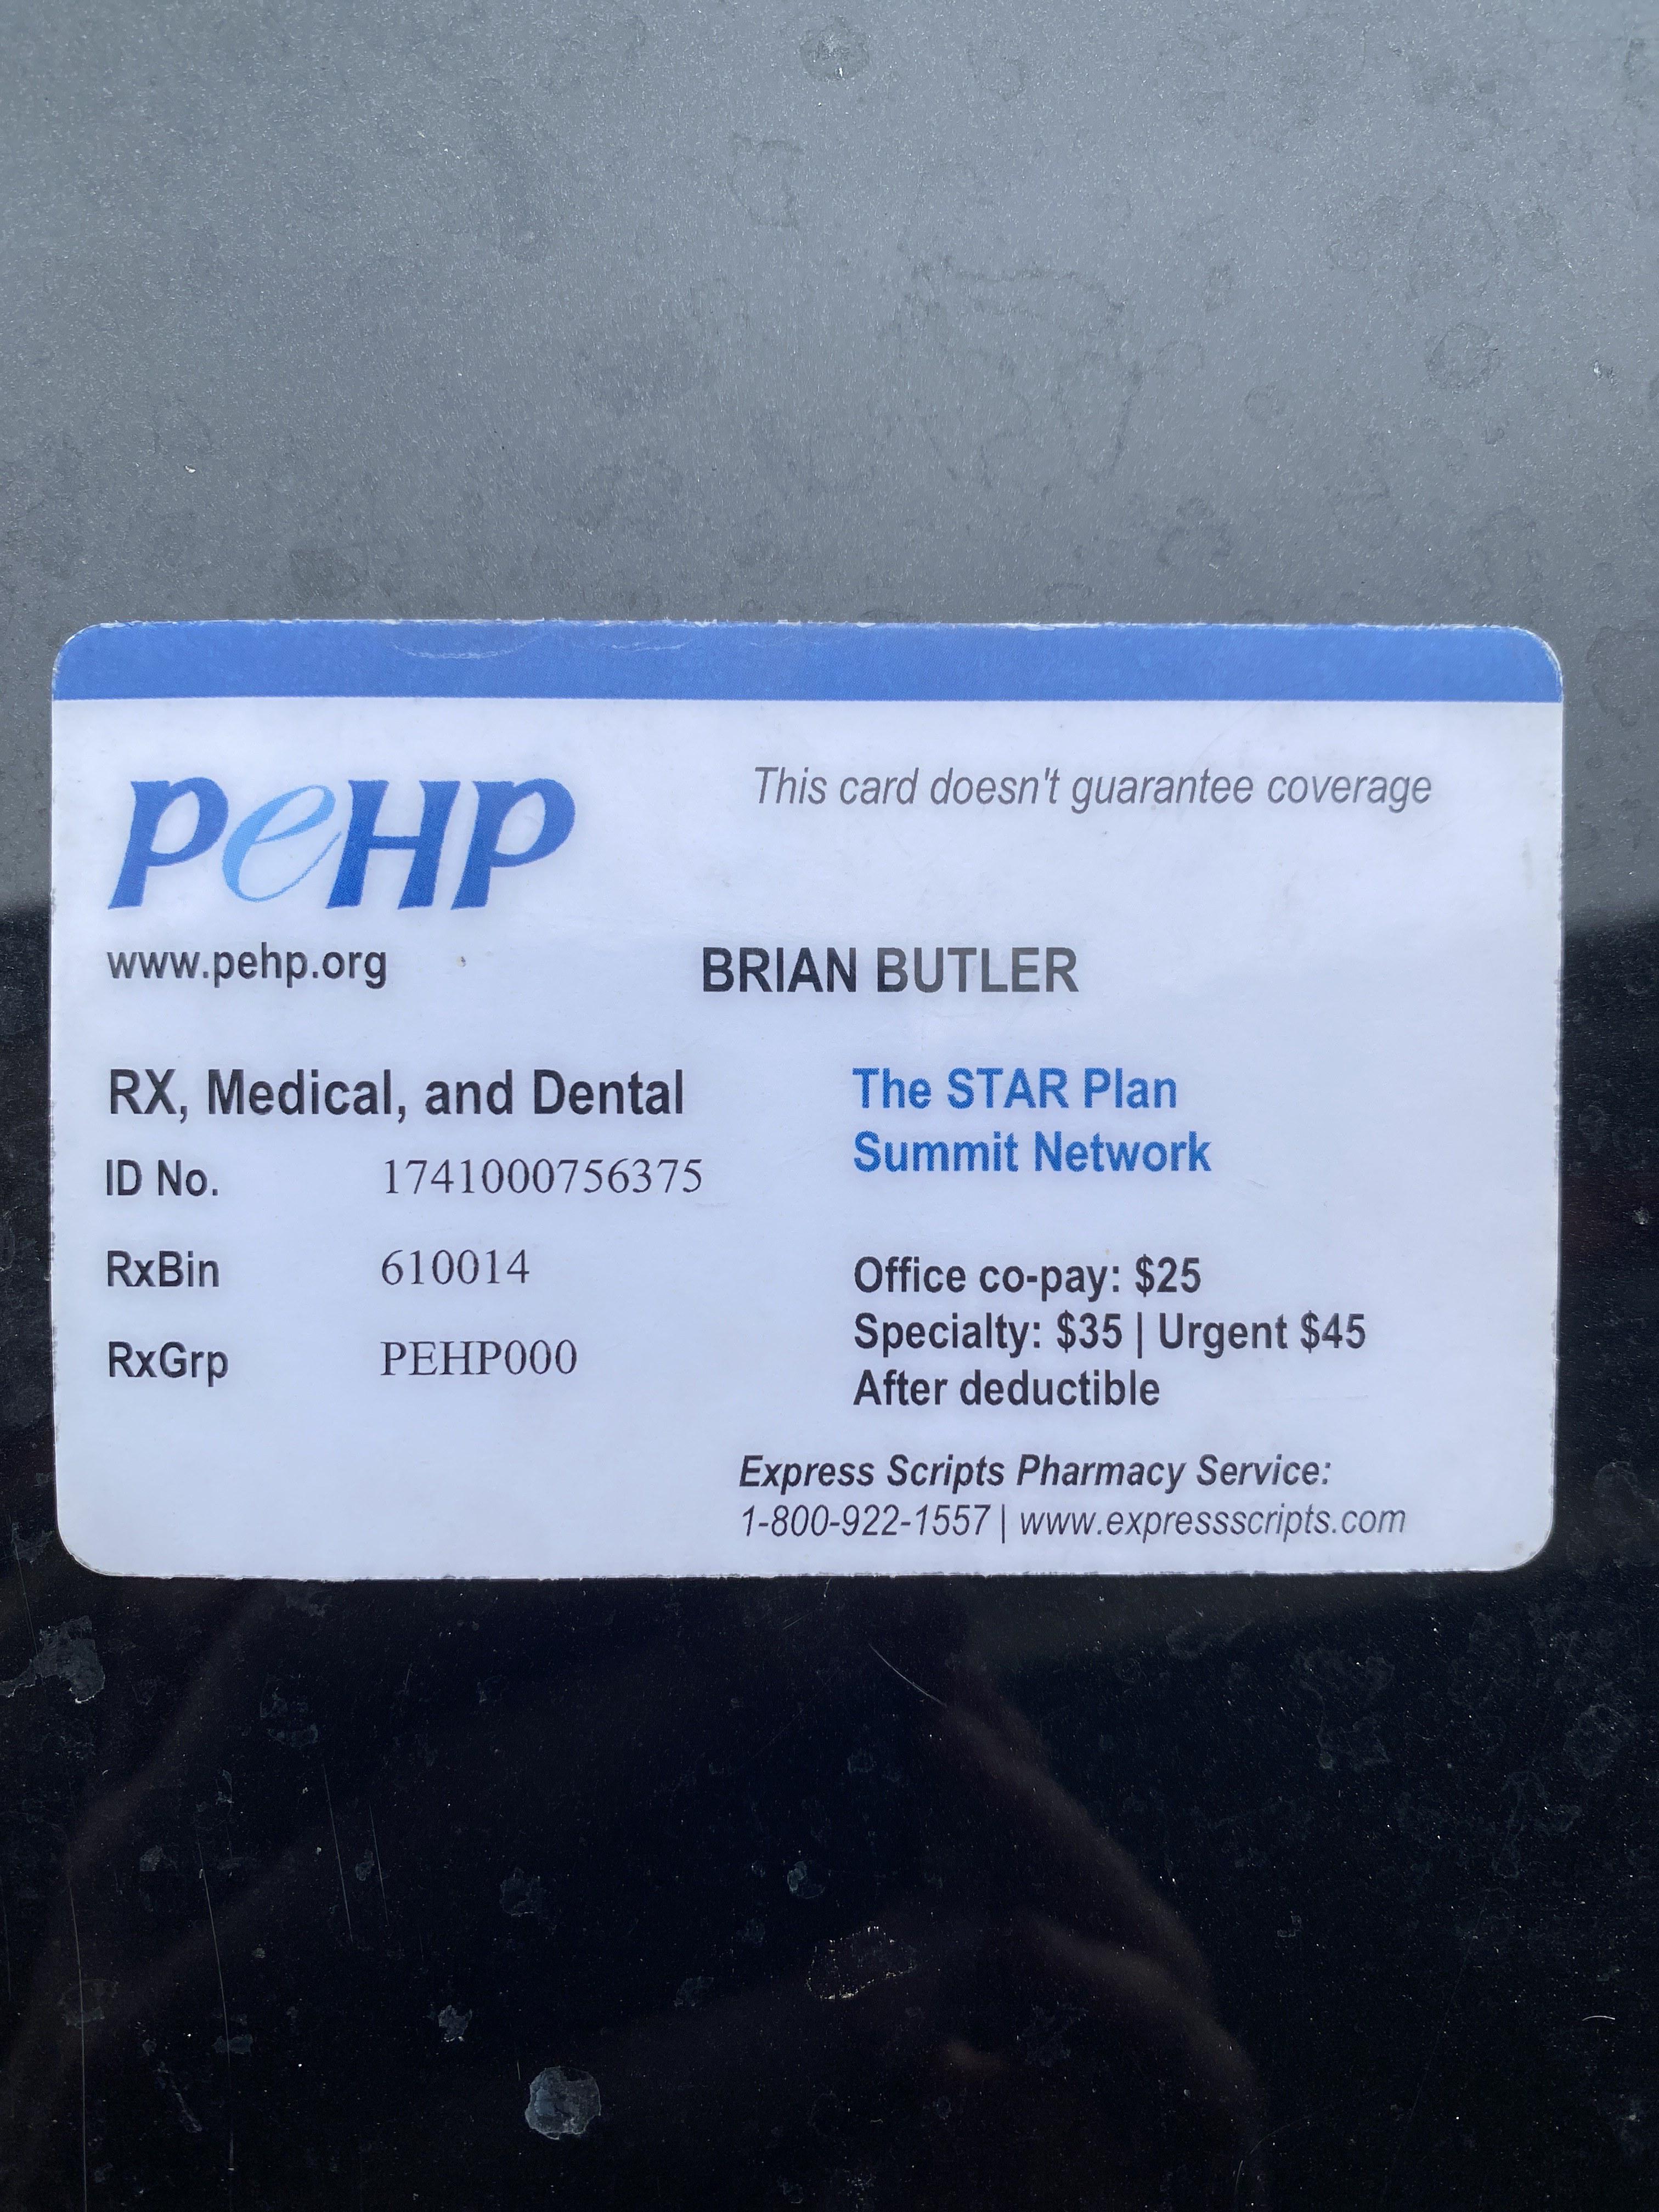 PeHP
This card doesn't guarantee coverage
www.pehp.org
BRIAN BUTLER
RX, Medical, and Dental
The STAR Plan
Summit Network
ID No. 1741000756375
RxBin 610014
RxGrp PEHP000
Office co-pay: $25
Specialty: $35 | Urgent $45
After deductible
Express Scripts Pharmacy Service:
1-800-922-1557 | www.expressscripts.com